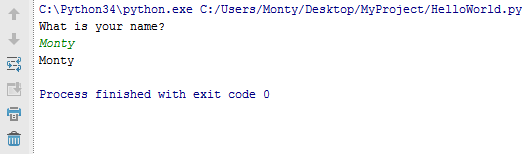 C:\Python34\python.exe C:/Users/Monty/Desktop/MyProject/HelloWorld.py
What is your name?
Monty
Monty
Process finished with exit code 0